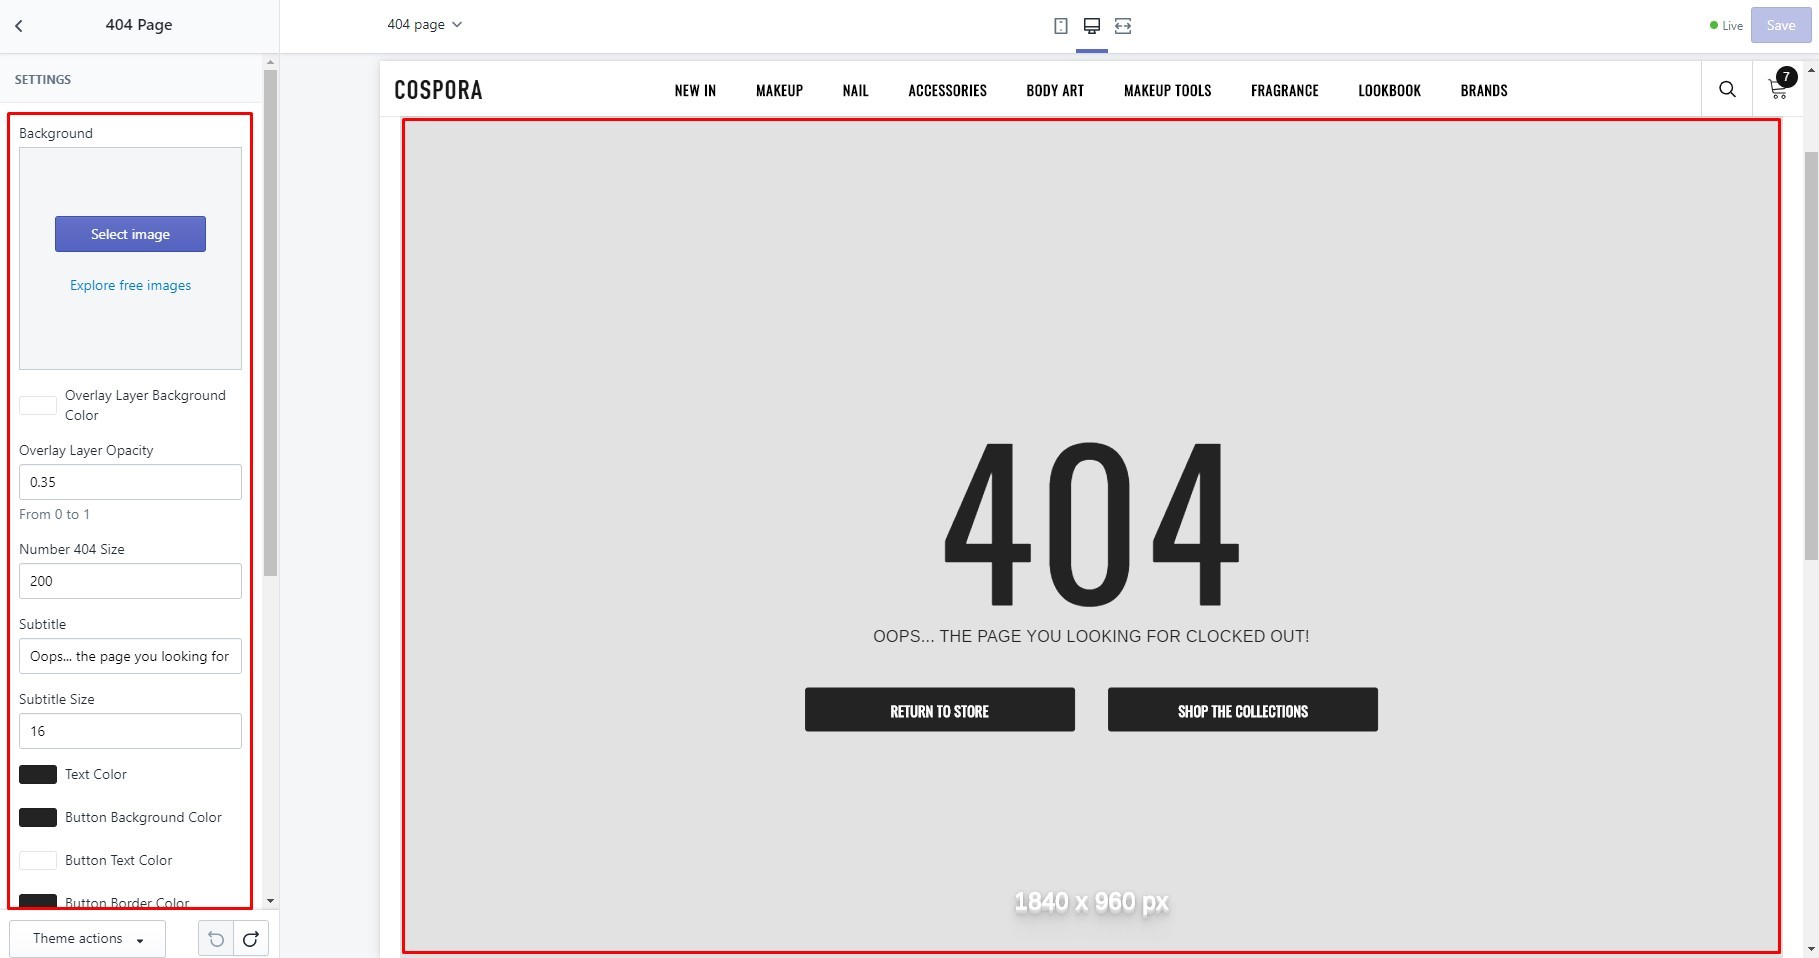 404 Page
404 page
Live
Save
SETTINGS
Background
Select image
Explore free images
Overlay Layer Background
Color
Overlay Layer Opacity
0.35
From 0 to 1
Number 404 Size
200
Subtitle
Oops... the page you looking for
Subtitle Size
16
Text Color
Button Background Color
Button Text Color
Button Border Color
Theme actions
COSPORA
NEW IN
MAKEUP
NAIL
ACCESSORIES
BODY ART
MAKEUP TOOLS
FRAGRANCE
LOOKBOOK
BRANDS
7
404
OOPS... THE PAGE YOU LOOKING FOR CLOCKED OUT!
RETURN TO STORE
SHOP THE COLLECTIONS
1840 x 960 px